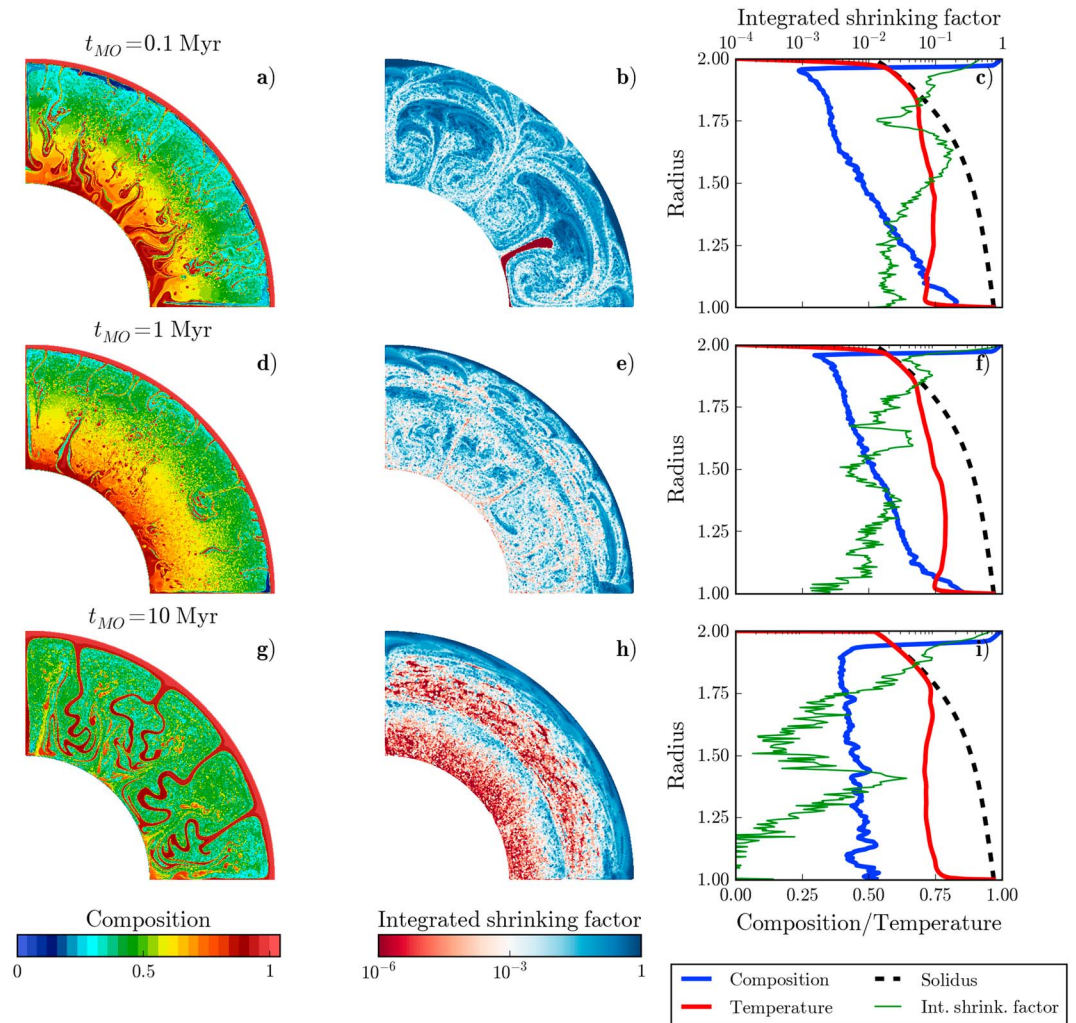 Integrated shrinking factor
10⁻⁴ 10⁻³ 10⁻² 10⁻¹ 1
t_MO = 0.1 Myr
a) b) c)
2.00
1.75
1.50
1.25
1.00
Radius
t_MO = 1 Myr
d) e) f)
2.00
1.75
1.50
1.25
1.00
Radius
t_MO = 10 Myr
g) h) i)
2.00
1.75
1.50
1.25
1.00
Radius
0.00 0.25 0.50 0.75 1.00
Composition/Temperature
Composition
0 0.5 1
Integrated shrinking factor
10⁻⁶ 10⁻³ 1
Composition Solidus
Temperature Int. shrink. factor